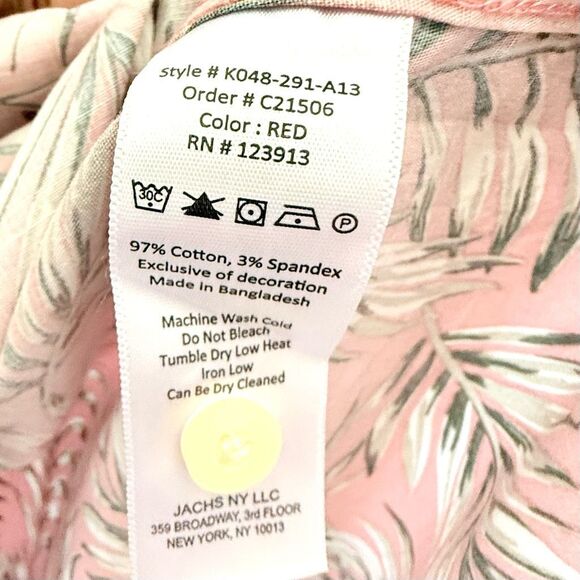 Style # K048-291-A13
Order # C21506
Color : RED
RN # 123913
30C P
97% Cotton, 3% Spandex
Exclusive of decoration
Made in Bangladesh
Machine Wash Cold
Do Not Bleach
Tumble Dry Low Heat
Iron Low
Can Be Dry Cleaned
JACHS NY LLC
359 BROADWAY, 3rd FLOOR
NEW YORK, NY 10013